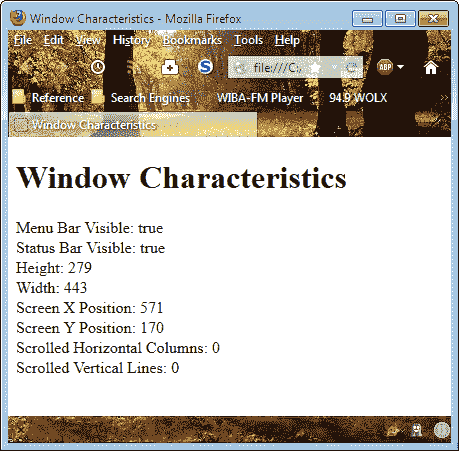 Window Characteristics - Mozilla Firefox
File Edit View History Bookmarks Tools Help
S file:///C: ABP
Reference Search Engines WIBA-FM Player 94.9 WOLX
Window Characteristics
Window Characteristics
Menu Bar Visible: true
Status Bar Visible: true
Height: 279
Width: 443
Screen X Position: 571
Screen Y Position: 170
Scrolled Horizontal Columns: 0
Scrolled Vertical Lines: 0